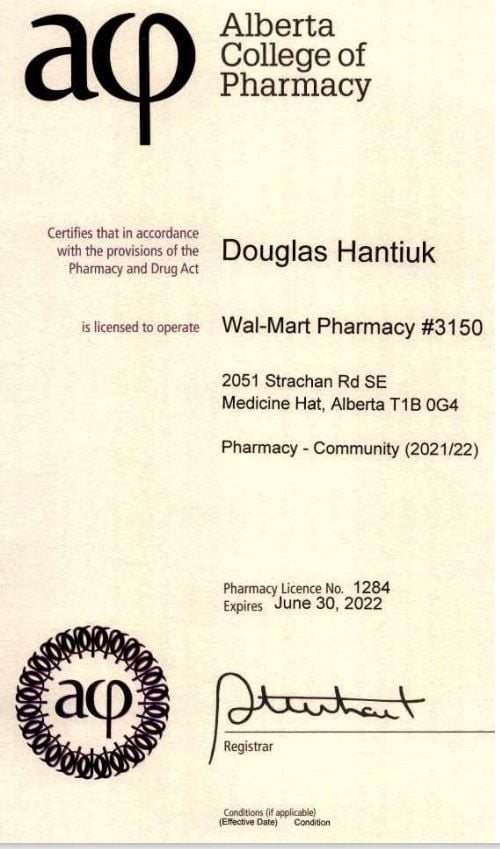 aφ
Alberta
College of
Pharmacy
Certifies that in accordance
with the provisions of the
Pharmacy and Drug Act
Douglas Hantiuk
is licensed to operate
Wal-Mart Pharmacy #3150
2051 Strachan Rd SE
Medicine Hat, Alberta T1B 0G4
Pharmacy - Community (2021/22)
Pharmacy Licence No. 1284
Expires June 30, 2022
aφ
Registrar
Conditions (if applicable)
(Effective Date) Condition